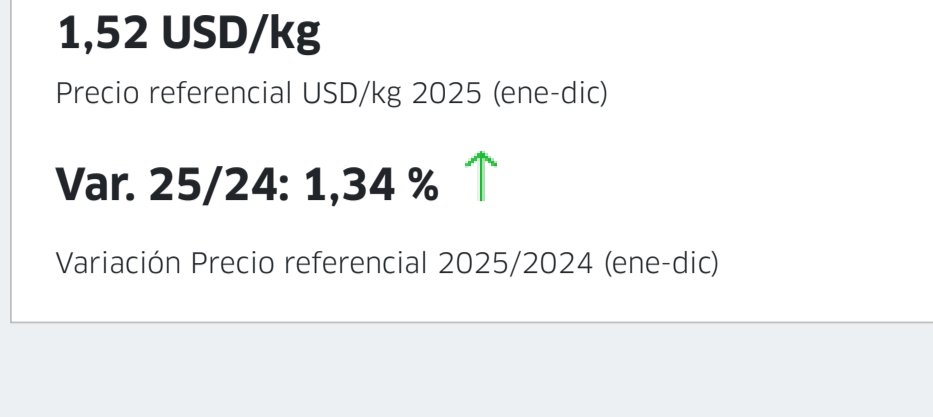 1,52 USD/kg
Precio referencial USD/kg 2025 (ene-dic)
Var. 25/24: 1,34 %
Variación Precio referencial 2025/2024 (ene-dic)